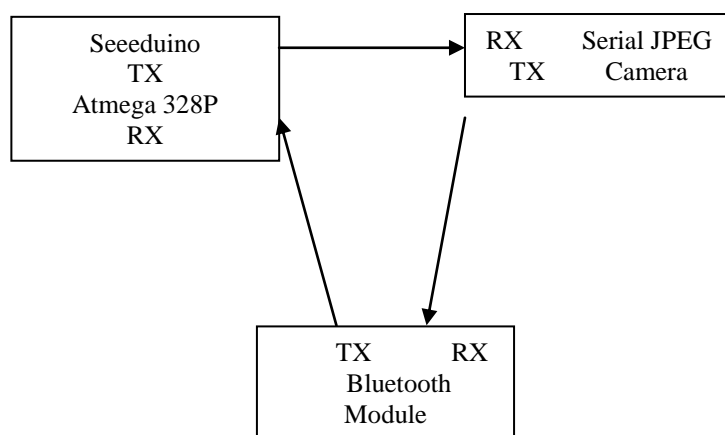 Seeeduino
TX
Atmega 328P
RX
RX Serial JPEG
TX Camera
TX RX
Bluetooth
Module